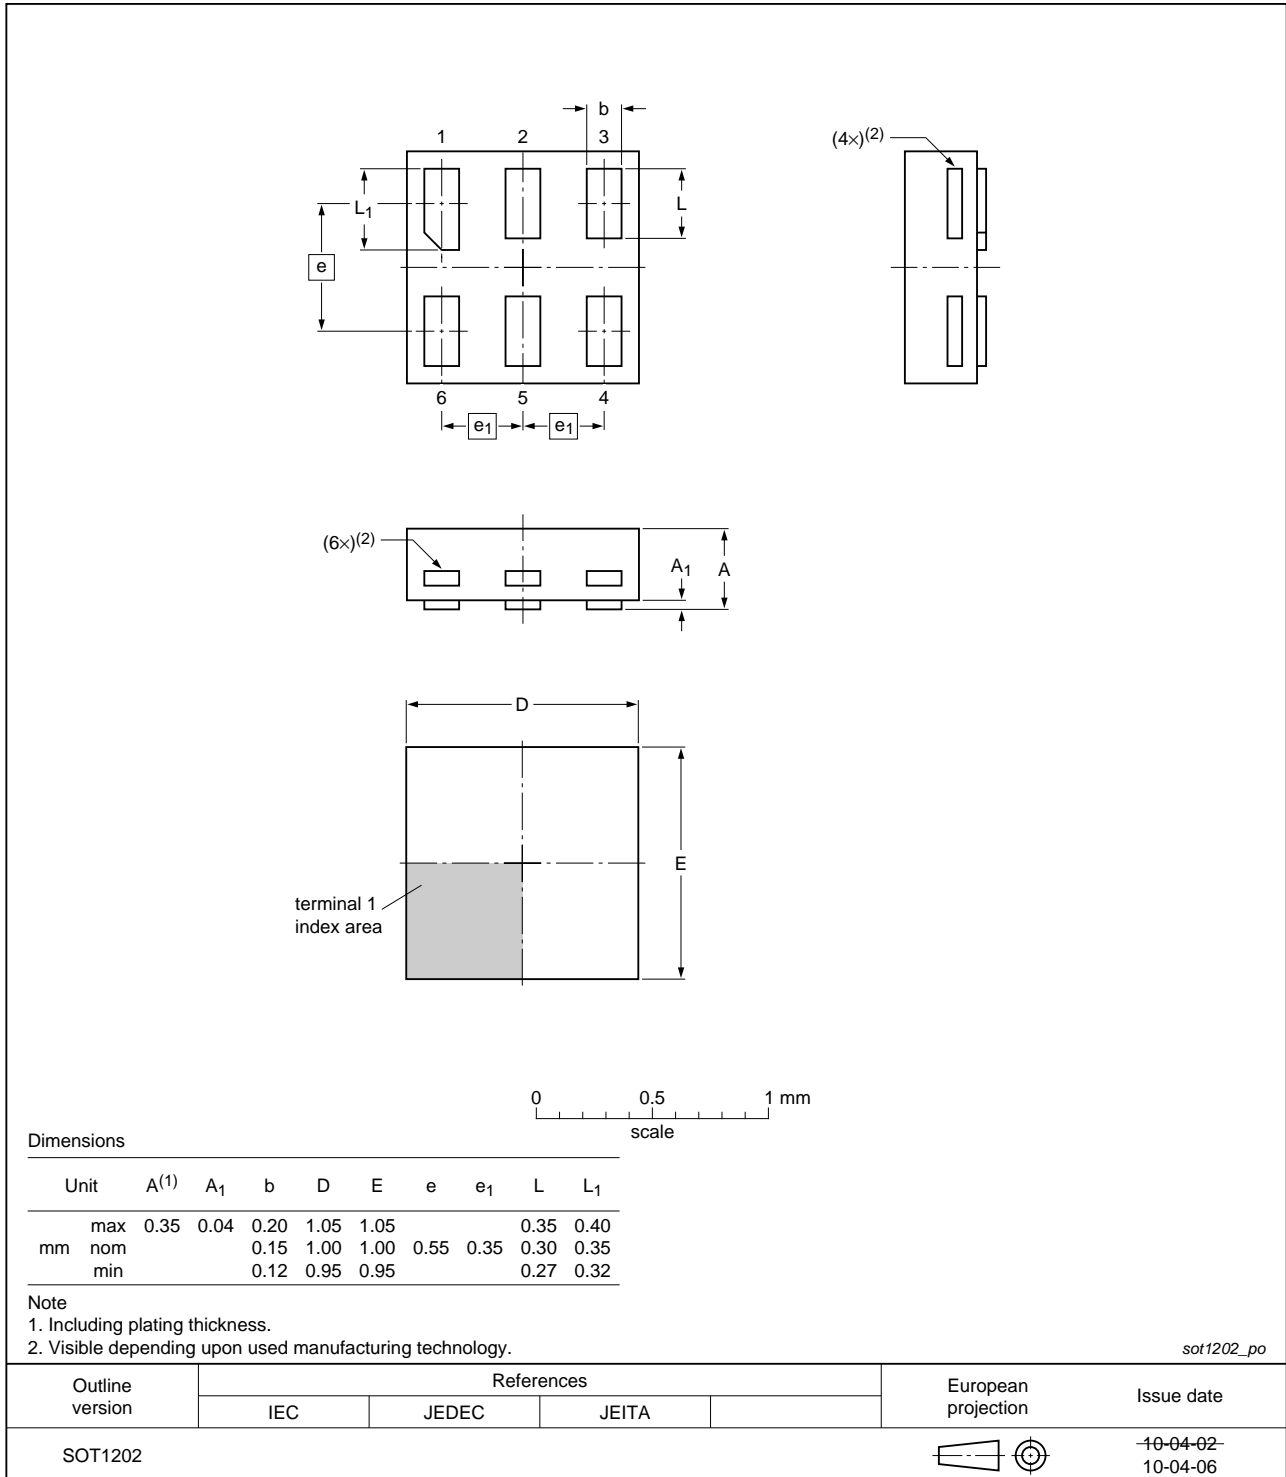 b
1 2 3
(4×)(2)
L1
L
e
6 5 4
e1 e1
(6×)(2)
A1 A
D
E
terminal 1
index area
0 0.5 1 mm
scale
Dimensions
Unit A(1) A1 b D E e e1 L L1
max 0.35 0.04 0.20 1.05 1.05 0.35 0.40
mm nom 0.15 1.00 1.00 0.55 0.35 0.30 0.35
min 0.12 0.95 0.95 0.27 0.32
Note
1. Including plating thickness.
2. Visible depending upon used manufacturing technology.
sot1202_po
Outline
version
References
IEC JEDEC JEITA
European
projection
Issue date
SOT1202
10-04-02
10-04-06